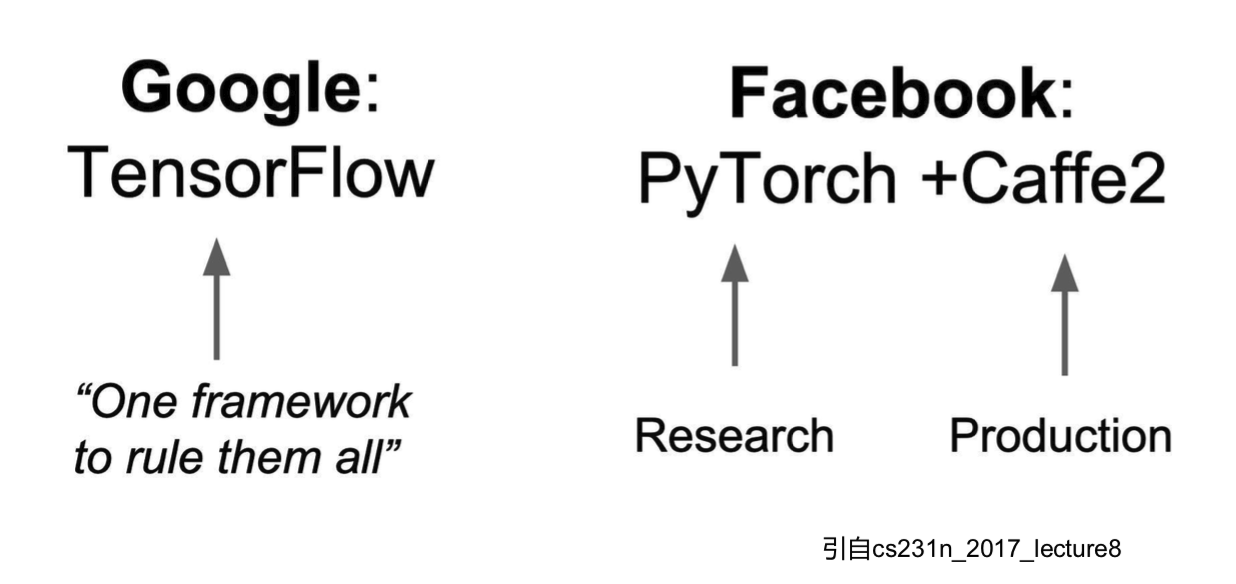 Google:
TensorFlow
“One framework
to rule them all”
Facebook:
PyTorch +Caffe2
Research
Production
引自cs231n_2017_lecture8